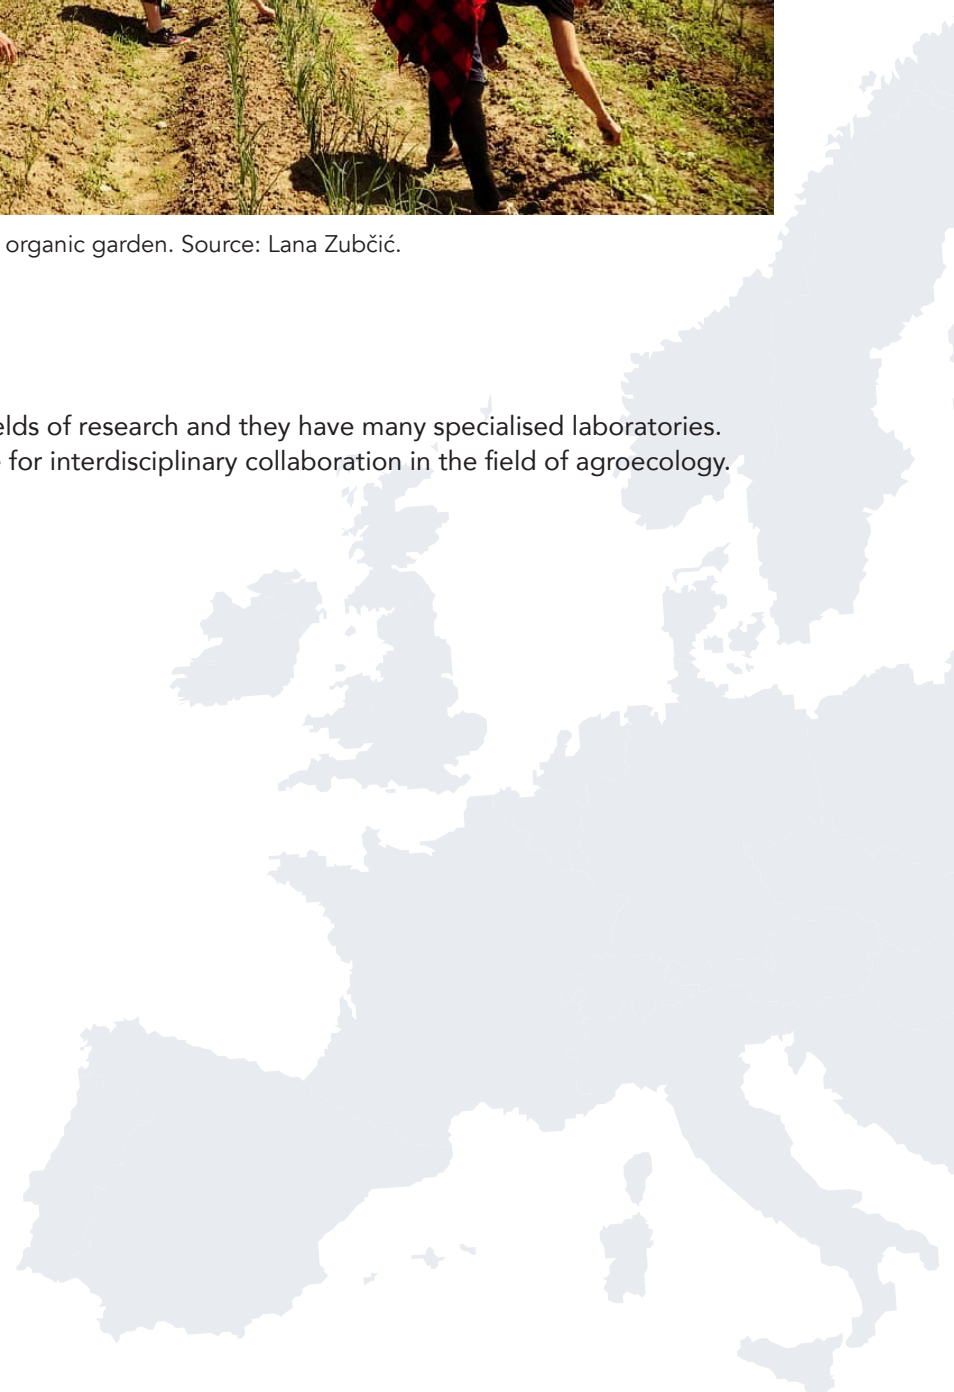 organic garden. Source: Lana Zubčić.
of research and they have many specialised laboratories.
for interdisciplinary collaboration in the field of agroecology.